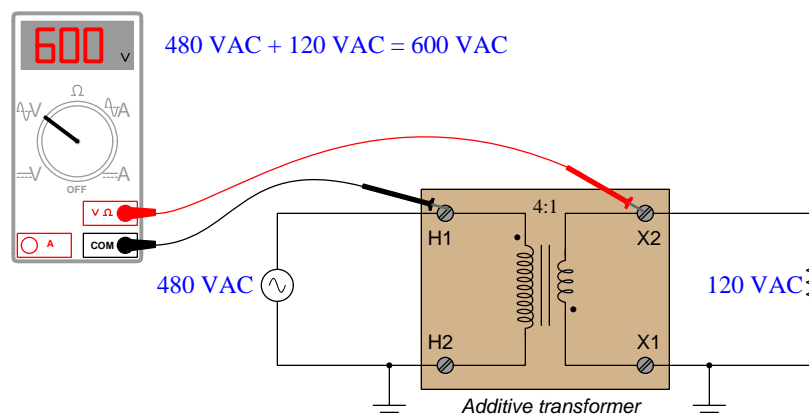 600 V
480 VAC + 120 VAC = 600 VAC
Ω
V A
V A
OFF
V Ω
A
COM
4:1
H1 X2
480 VAC
120 VAC
H2 X1
Additive transformer